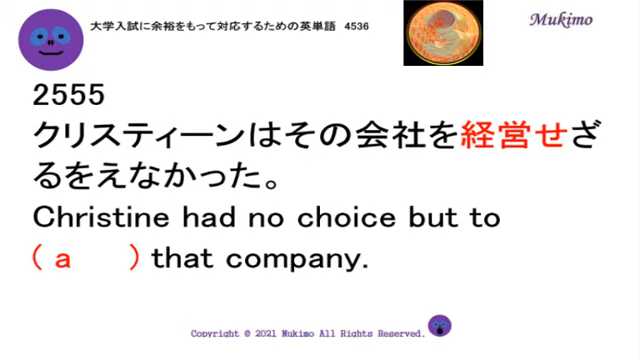 大学入試に余裕をもって対応するための英単語 4536
Mukimo
2555
クリスティーンはその会社を経営せざ
るをえなかった。
Christine had no choice but to
( a ) that company.
Copyright © 2021 Mukimo All Rights Reserved.